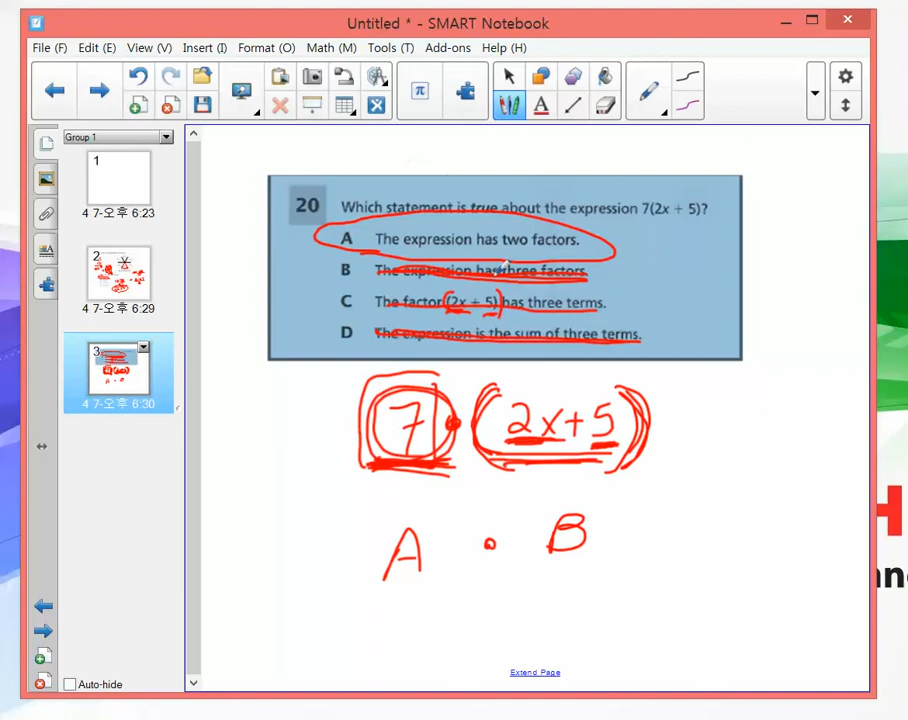 Untitled * - SMART Notebook
File (F) Edit (E) View (V) Insert (I) Format (O) Math (M) Tools (T) Add-ons Help (H)
π
A
Group 1
1
4 7-오후 6:23
2
4 7-오후 6:29
3
4 7-오후 6:30
Auto-hide
20 Which statement is true about the expression 7(2x + 5)?
A The expression has two factors.
B The expression has three factors.
C The factor (2x + 5) has three terms.
D The expression is the sum of three terms.
7 • (2x+5)
A • B
Extend Page
H
an